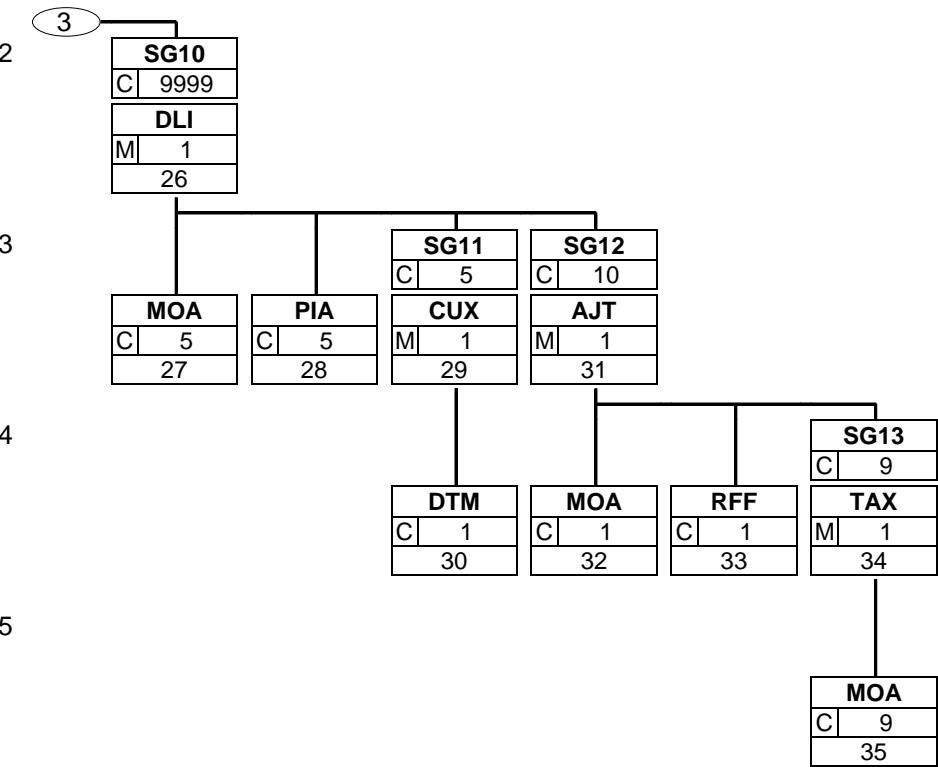 3
2
SG10
C 9999
DLI
M 1
26
3
SG11 SG12
C 5 C 10
MOA PIA CUX AJT
C 5 C 5 M 1 M 1
27 28 29 31
4
SG13
C 9
DTM MOA RFF TAX
C 1 C 1 C 1 M 1
30 32 33 34
5
MOA
C 9
35